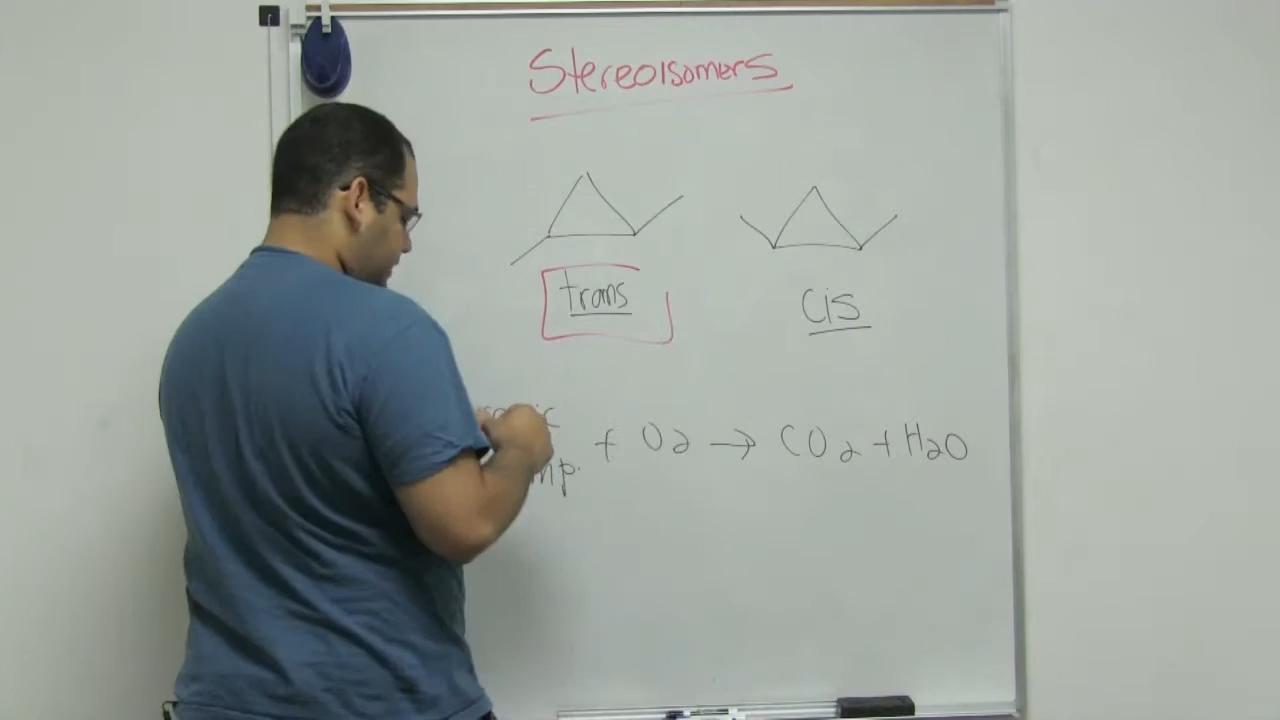 Stereoisomers
trans
cis
+ O2 → CO2 + H2O